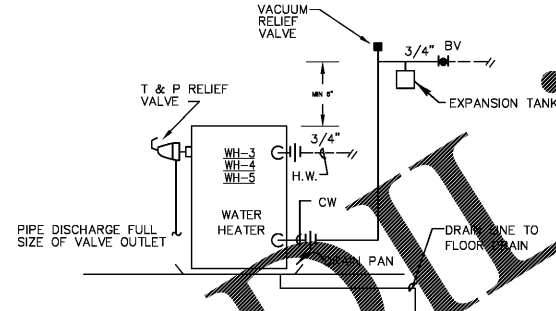 VACUUM
RELIEF
VALVE
3/4" BV
T & P RELIEF
VALVE
MIN 6"
EXPANSION TANK
3/4"
WH-3
WH-4
WH-5
H.W.
CW
WATER
HEATER
PIPE DISCHARGE FULL
SIZE OF VALVE OUTLET
DRAIN LINE TO
FLOOR DRAIN
DRAIN PAN